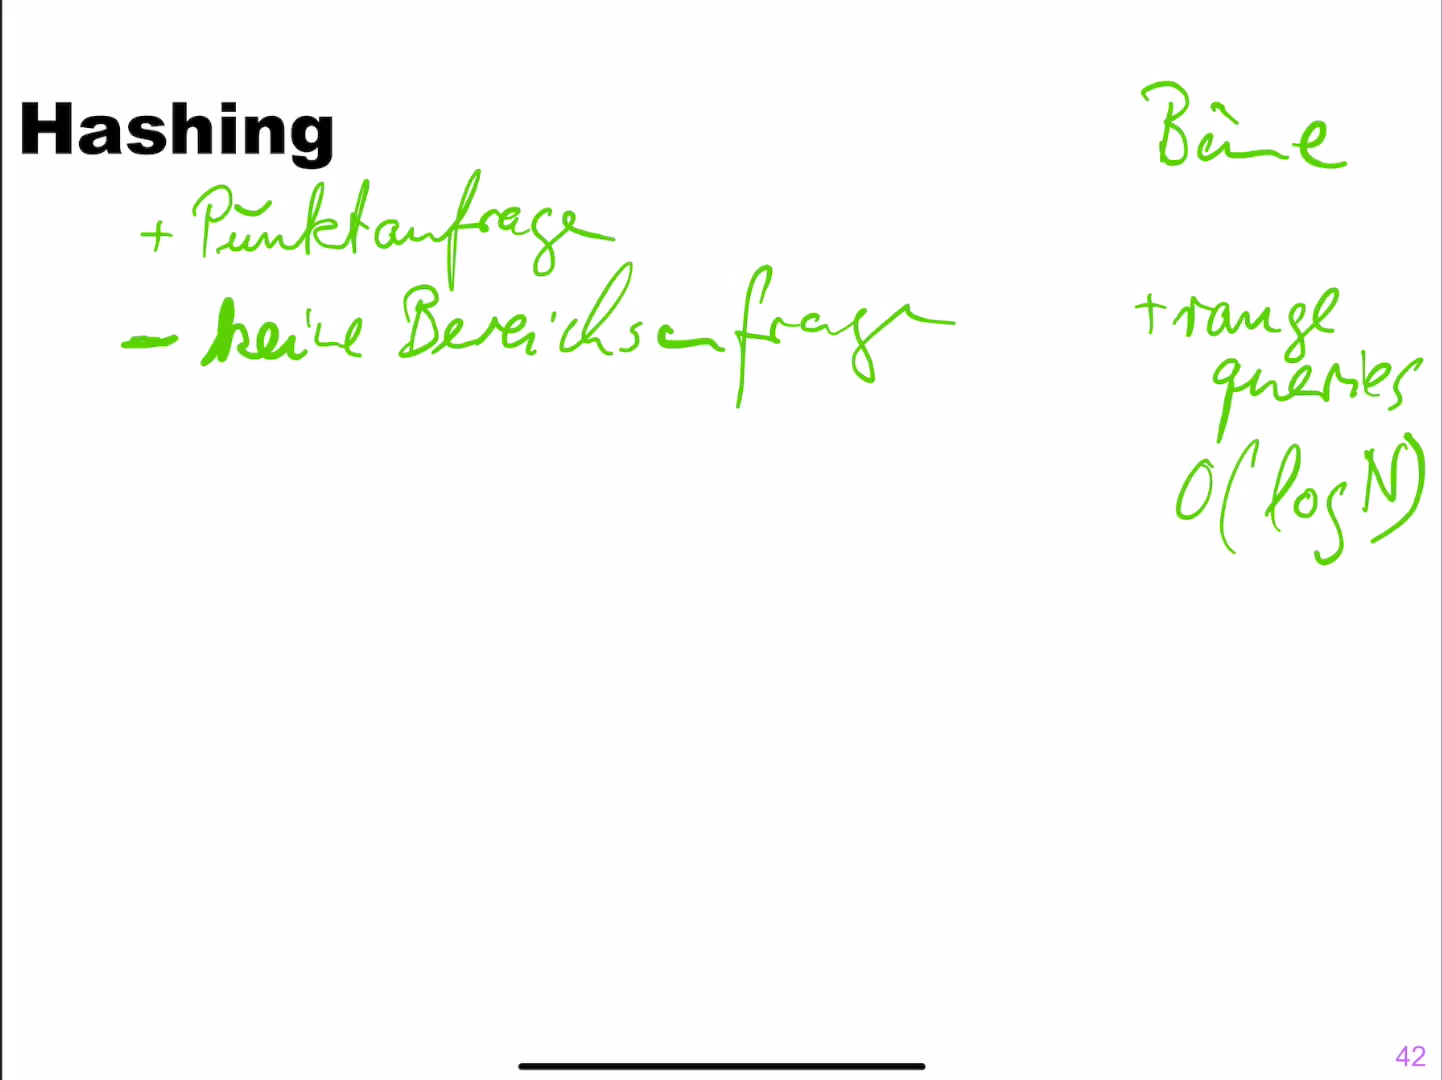 Hashing
+ Punktanfrage
- keine Bereichsanfrage
Bäume
+ range
queries
O(log N)
42